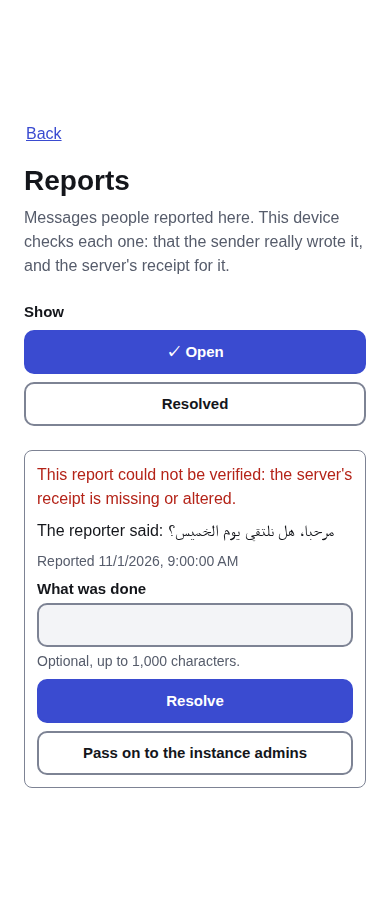 Back
Reports
Messages people reported here. This device
checks each one: that the sender really wrote it,
and the server's receipt for it.
Show
✓ Open
Resolved
This report could not be verified: the server's
receipt is missing or altered.
The reporter said: مرحبا، هل نلتقي يوم الخميس؟
Reported 11/1/2026, 9:00:00 AM
What was done
Optional, up to 1,000 characters.
Resolve
Pass on to the instance admins